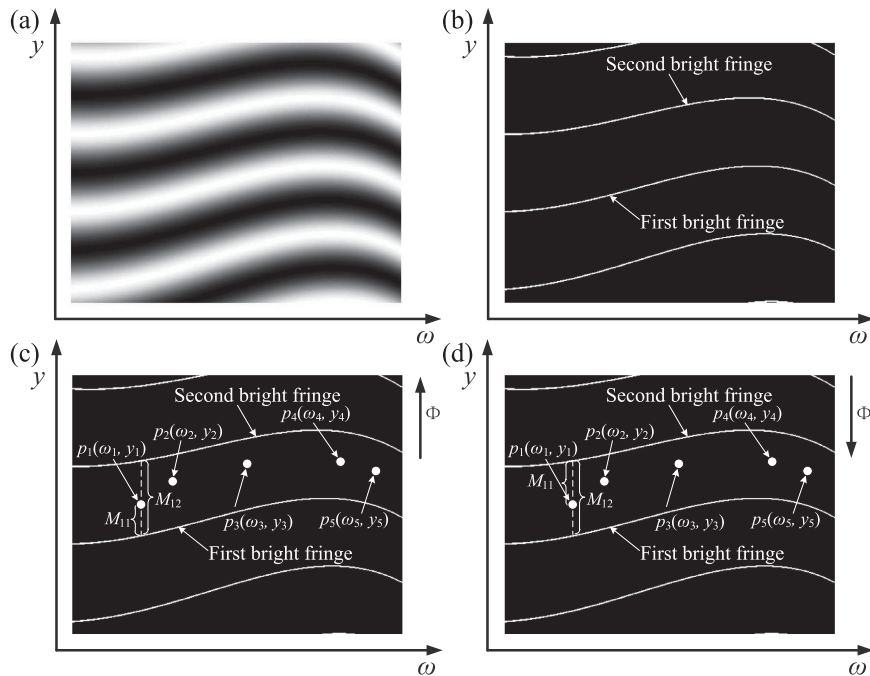 (a)
y
ω
(b)
y
Second bright fringe
First bright fringe
ω
(c)
y
Second bright fringe
p4(ω4, y4)
p2(ω2, y2)
p1(ω1, y1)
M12
M11
p3(ω3, y3)
p5(ω5, y5)
First bright fringe
Φ
ω
(d)
y
Second bright fringe
p4(ω4, y4)
p2(ω2, y2)
p1(ω1, y1)
M11
M12
p3(ω3, y3)
p5(ω5, y5)
First bright fringe
Φ
ω